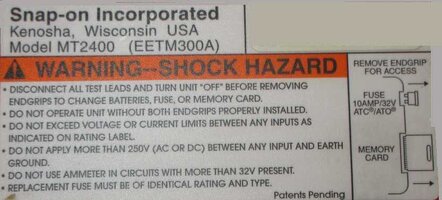 Snap-on Incorporated
Kenosha, Wisconsin USA
Model MT2400 (EETM300A)
WARNING--SHOCK HAZARD
• DISCONNECT ALL TEST LEADS AND TURN UNIT "OFF" BEFORE REMOVING
ENDGRIPS TO CHANGE BATTERIES, FUSE, OR MEMORY CARD.
• DO NOT OPERATE UNIT WITHOUT BOTH ENDGRIPS PROPERLY INSTALLED.
• DO NOT EXCEED VOLTAGE OR CURRENT LIMITS BETWEEN ANY INPUTS AS
INDICATED ON RATING LABEL.
• DO NOT APPLY MORE THAN 250V (AC OR DC) BETWEEN ANY INPUT AND EARTH
GROUND.
• DO NOT USE AMMETER IN CIRCUITS WITH MORE THAN 32V PRESENT.
• REPLACEMENT FUSE MUST BE OF IDENTICAL RATING AND TYPE.
Patents Pending
REMOVE ENDGRIP
FOR ACCESS
FUSE
10AMP/32V
ATC®/ATO®
MEMORY
CARD